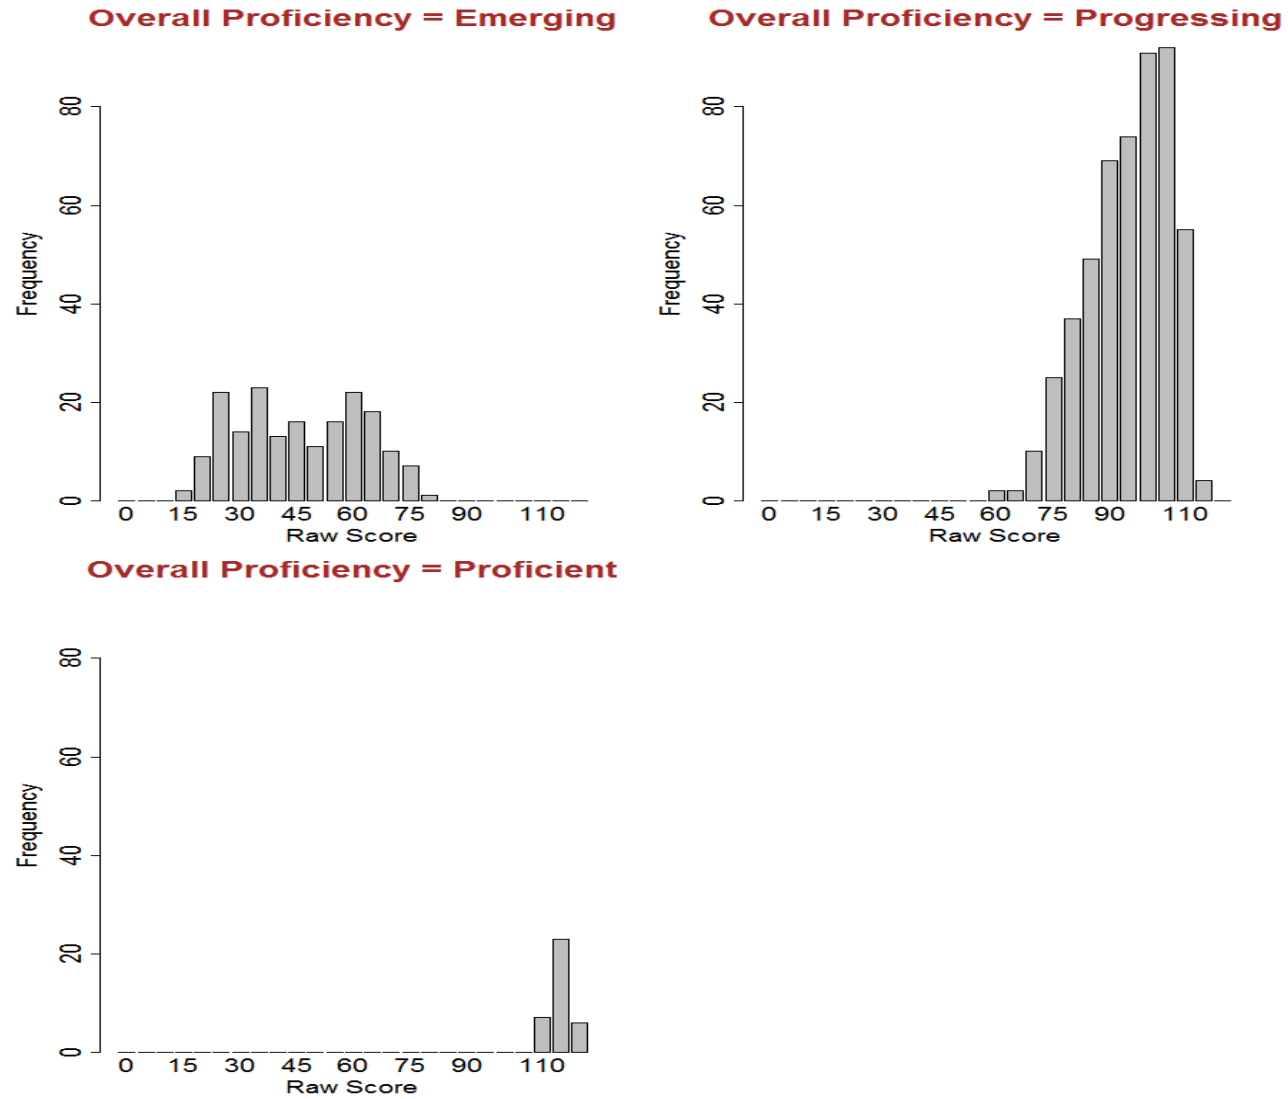 Overall Proficiency = Emerging
80
60
40
20
0
Frequency
0 15 30 45 60 75 90 110
Raw Score
Overall Proficiency = Progressing
80
60
40
20
0
Frequency
0 15 30 45 60 75 90 110
Raw Score
Overall Proficiency = Proficient
80
60
40
20
0
Frequency
0 15 30 45 60 75 90 110
Raw Score